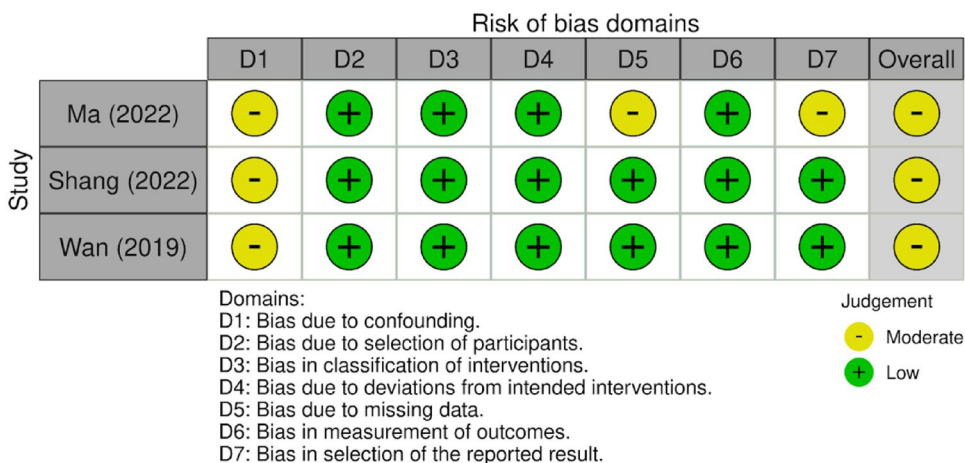 Risk of bias domains
D1 D2 D3 D4 D5 D6 D7 Overall
Study
Ma (2022) - + + + - + - -
Shang (2022) - + + + + + + -
Wan (2019) - + + + + + + -
Domains:
D1: Bias due to confounding.
D2: Bias due to selection of participants.
D3: Bias in classification of interventions.
D4: Bias due to deviations from intended interventions.
D5: Bias due to missing data.
D6: Bias in measurement of outcomes.
D7: Bias in selection of the reported result.
Judgement
- Moderate
+ Low